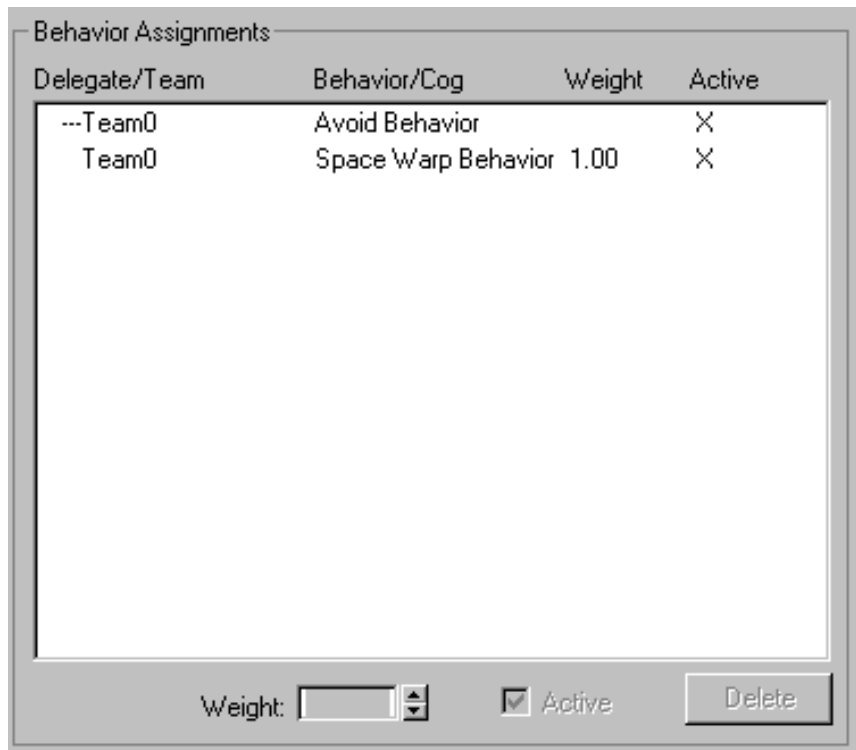 Behavior Assignments
Delegate/Team Behavior/Cog Weight Active
---Team0 Avoid Behavior X
Team0 Space Warp Behavior 1.00 X
Weight: Active Delete